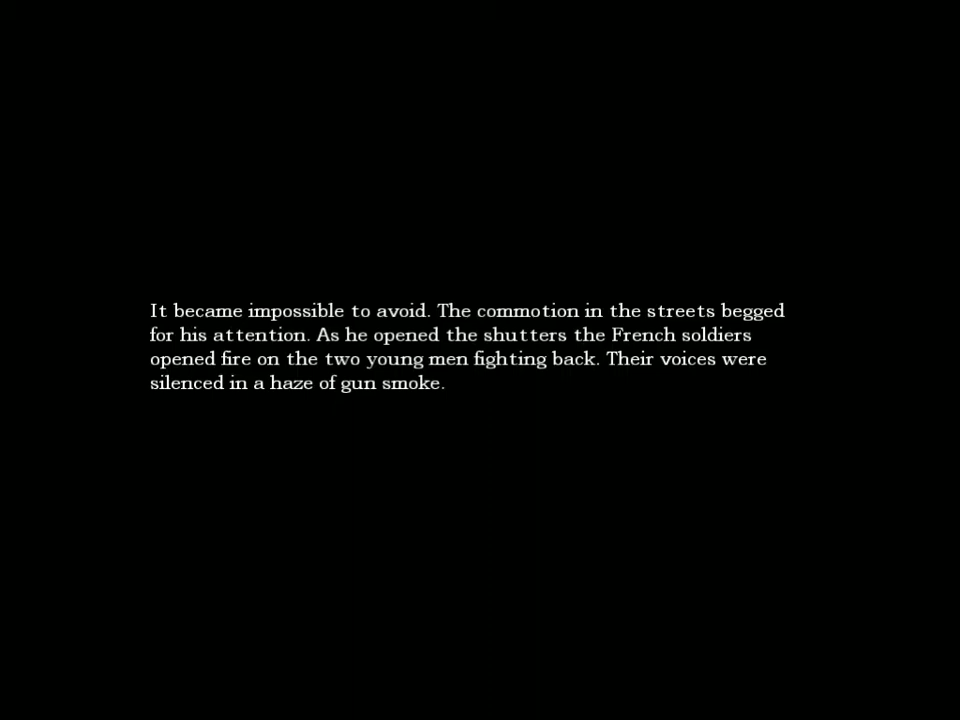 It became impossible to avoid. The commotion in the streets begged
for his attention. As he opened the shutters the French soldiers
opened fire on the two young men fighting back. Their voices were
silenced in a haze of gun smoke.